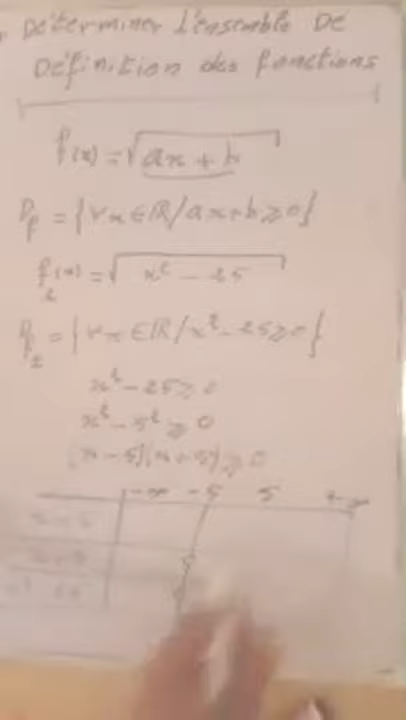 Déterminer l'ensemble DE
Définition des fonctions
f(x) = √ax + b
Df = {∀x ∈ ℝ / ax + b ≥ 0}
f₂(x) = √x² - 25
Df₂ = {∀x ∈ ℝ / x² - 25 ≥ 0}
x² - 25 ≥ 0
x² - 5² ≥ 0
(x - 5)(x + 5) ≥ 0
-∞ -5 5 +∞